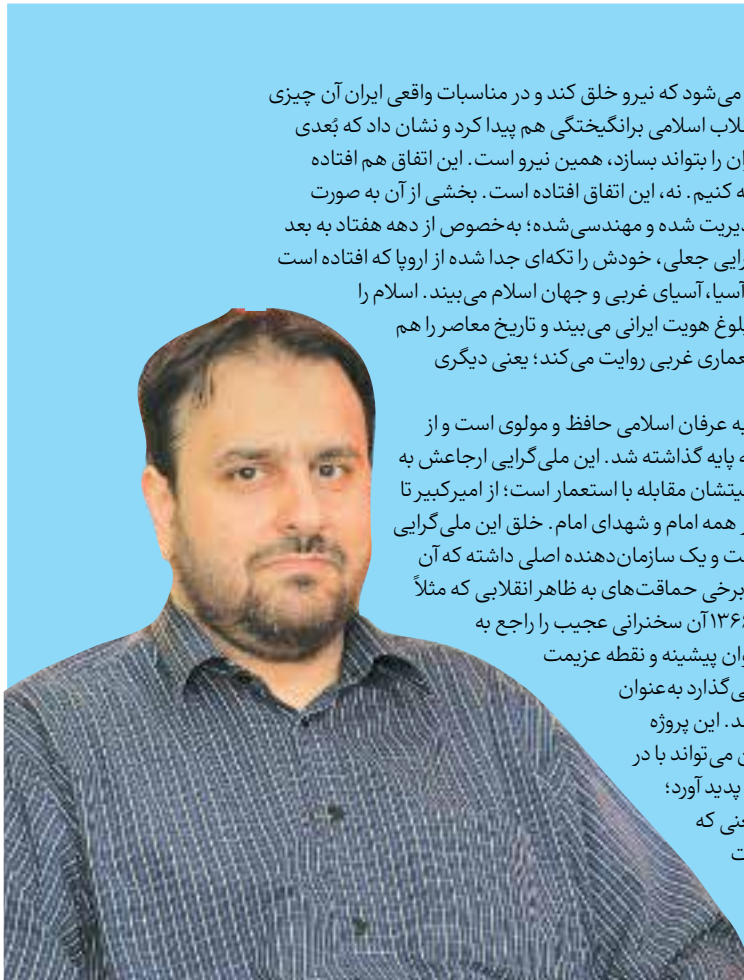 می‌شود که نیرو خلق کند و در مناسبات واقعی ایران آن چیزی
لاب اسلامی برانگیختگی هم پیدا کرد و نشان داد که بُعدی
ان را بتواند بسازد، همین نیرو است. این اتفاق هم افتاده
ه کنیم. نه، این اتفاق افتاده است. بخشی از آن به صورت
دیریت شده و مهندسی‌شده؛ به‌خصوص از دهه هفتاد به بعد
رایی جعلی، خودش را تکه‌ای جدا شده از اروپا که افتاده است
آسیا، آسیای غربی و جهان اسلام می‌بیند. اسلام را
لوغ هویت ایرانی می‌بیند و تاریخ معاصر را هم
عماری غربی روایت می‌کند؛ یعنی دیگری
به عرفان اسلامی حافظ و مولوی است و از
ه پایه گذاشته شد. این ملی‌گرایی ارجاعش به
یتشان مقابله با استعمار است؛ از امیرکبیر تا
ر همه امام و شهدای امام. خلق این ملی‌گرایی
ت و یک سازمان‌دهنده اصلی داشته که آن
برخی حماقت‌های به ظاهر انقلابی که مثلاً
آن سخنرانی عجیب را راجع به
وان پیشینه و نقطه عزیمت
ی‌گذارد به‌عنوان
ند. این پروژه
ن می‌تواند با در
پدید آورد؛
عنی که
ت